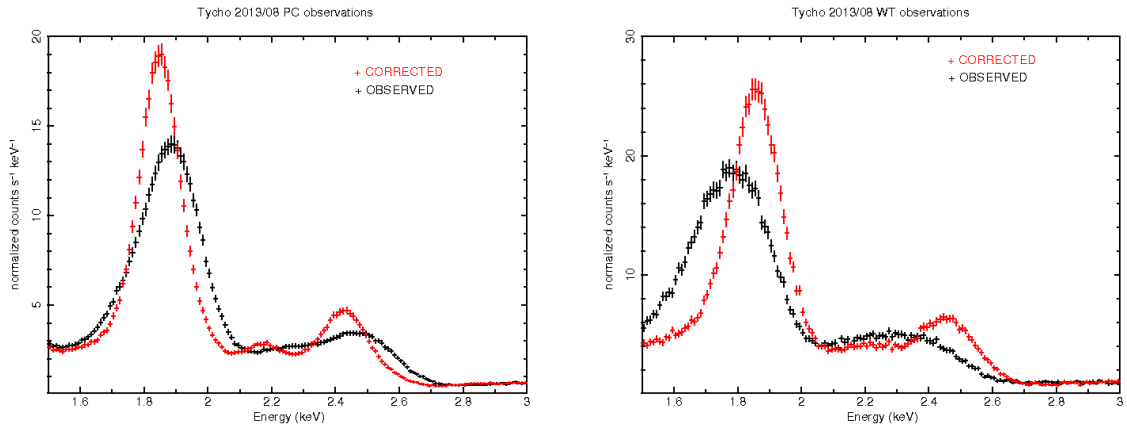 Tycho 2013/08 PC observations
20
15
10
5
normalized counts s⁻¹ keV⁻¹
+ CORRECTED
+ OBSERVED
1.6 1.8 2 2.2 2.4 2.6 2.8 3
Energy (keV)
Tycho 2013/08 WT observations
30
20
10
normalized counts s⁻¹ keV⁻¹
+ CORRECTED
+ OBSERVED
1.6 1.8 2 2.2 2.4 2.6 2.8 3
Energy (keV)